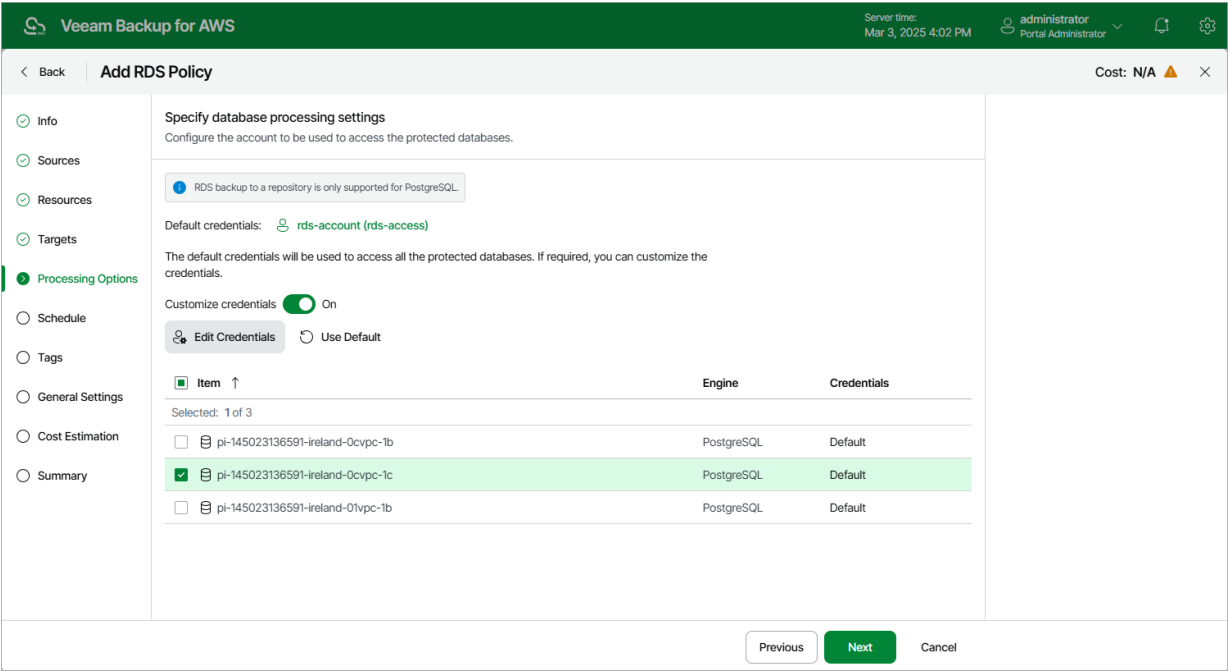 Veeam Backup for AWS
Server time:
Mar 3, 2025 4:02 PM
administrator
Portal Administrator
Back
Add RDS Policy
Cost: N/A
Info
Sources
Resources
Targets
Processing Options
Schedule
Tags
General Settings
Cost Estimation
Summary
Specify database processing settings
Configure the account to be used to access the protected databases.
RDS backup to a repository is only supported for PostgreSQL.
Default credentials: rds-account (rds-access)
The default credentials will be used to access all the protected databases. If required, you can customize the
credentials.
Customize credentials On
Edit Credentials Use Default
Item Engine Credentials
Selected: 1 of 3
pi-145023136591-ireland-0cvpc-1b PostgreSQL Default
pi-145023136591-ireland-0cvpc-1c PostgreSQL Default
pi-145023136591-ireland-01vpc-1b PostgreSQL Default
Previous Next Cancel